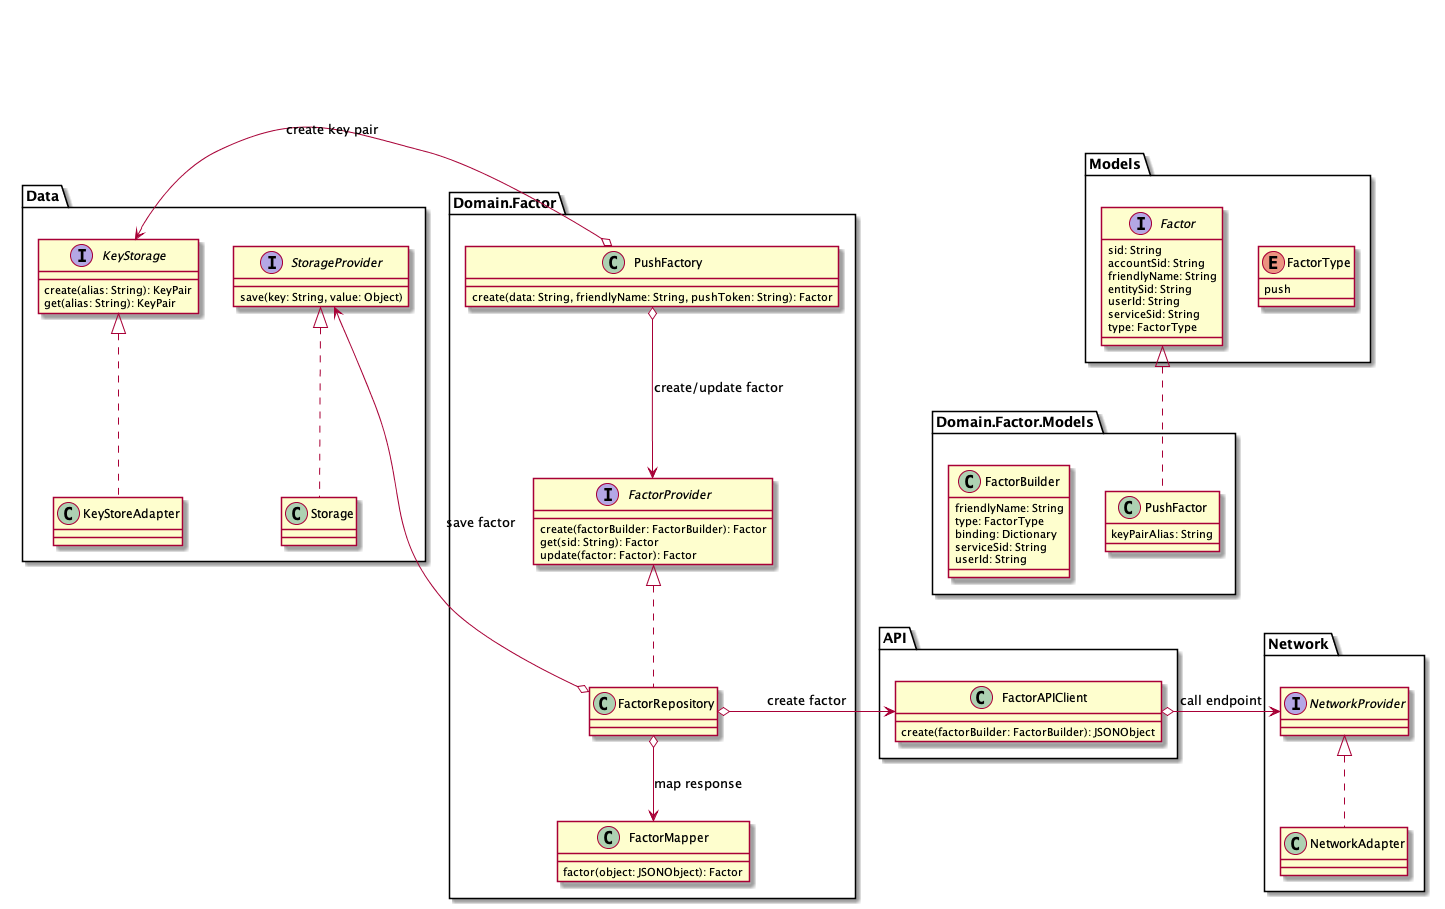 create key pair
Data
I KeyStorage
create(alias: String): KeyPair
get(alias: String): KeyPair
I StorageProvider
save(key: String, value: Object)
C KeyStoreAdapter
C Storage
save factor
Domain.Factor
C PushFactory
create(data: String, friendlyName: String, pushToken: String): Factor
create/update factor
I FactorProvider
create(factorBuilder: FactorBuilder): Factor
get(sid: String): Factor
update(factor: Factor): Factor
C FactorRepository
create factor
map response
C FactorMapper
factor(object: JSONObject): Factor
Models
I Factor
sid: String
accountSid: String
friendlyName: String
entitySid: String
userId: String
serviceSid: String
type: FactorType
E FactorType
push
Domain.Factor.Models
C FactorBuilder
friendlyName: String
type: FactorType
binding: Dictionary
serviceSid: String
userId: String
C PushFactor
keyPairAlias: String
API
C FactorAPIClient
create(factorBuilder: FactorBuilder): JSONObject
call endpoint
Network
I NetworkProvider
C NetworkAdapter